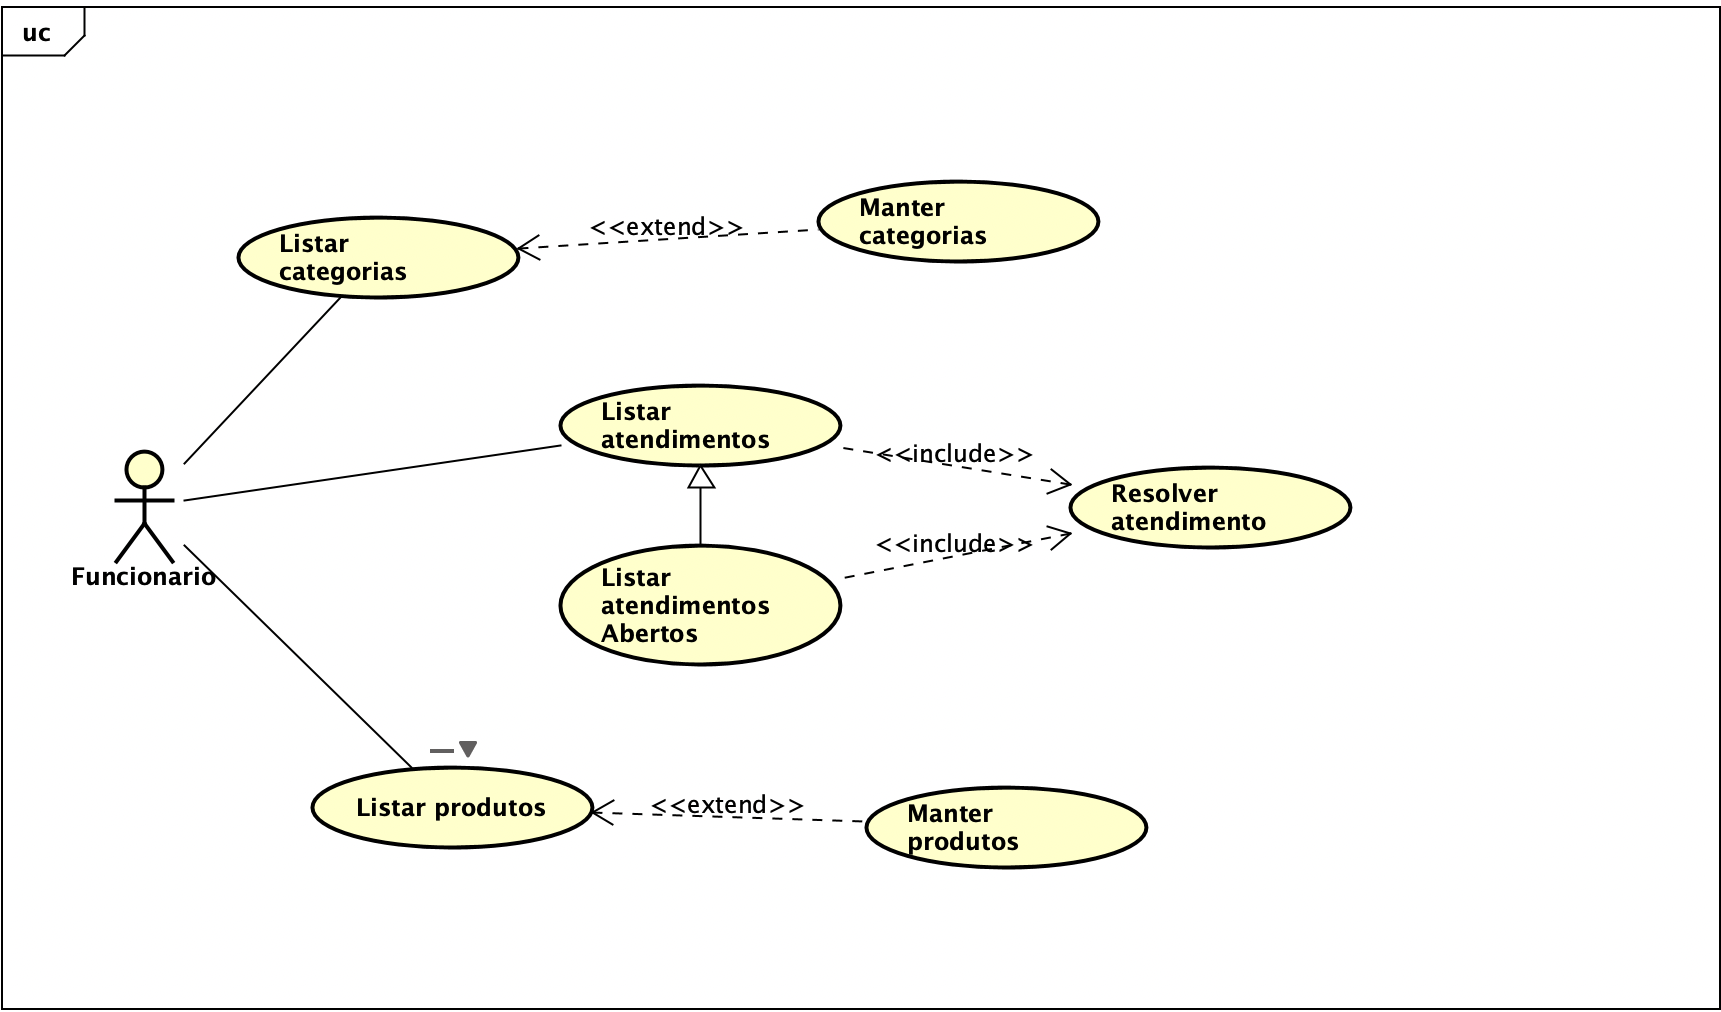 uc
Listar
categorias
<<extend>>
Manter
categorias
Funcionario
Listar
atendimentos
<<include>>
Resolver
atendimento
<<include>>
Listar
atendimentos
Abertos
Listar produtos
<<extend>>
Manter
produtos